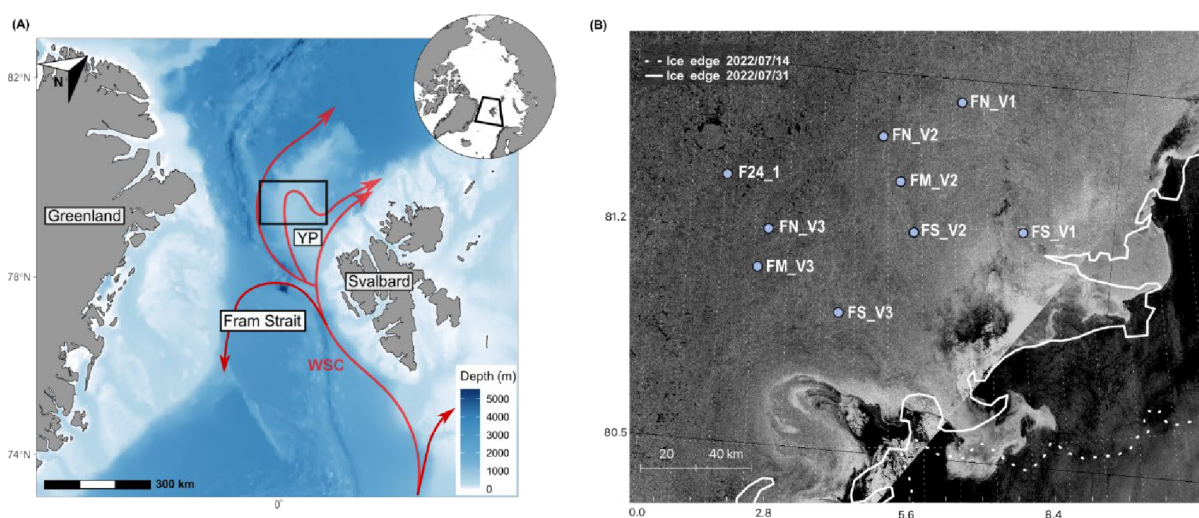 (A)
82°N
N
Greenland
YP
78°N
Svalbard
Fram Strait
WSC
Depth (m)
5000
4000
3000
2000
1000
0
74°N
300 km
0°
(B)
Ice edge 2022/07/14
Ice edge 2022/07/31
FN_V1
FN_V2
F24_1
FM_V2
81.2
FN_V3
FS_V2
FS_V1
FM_V3
FS_V3
80.5
20 40 km
0.0 2.8 5.6 8.4